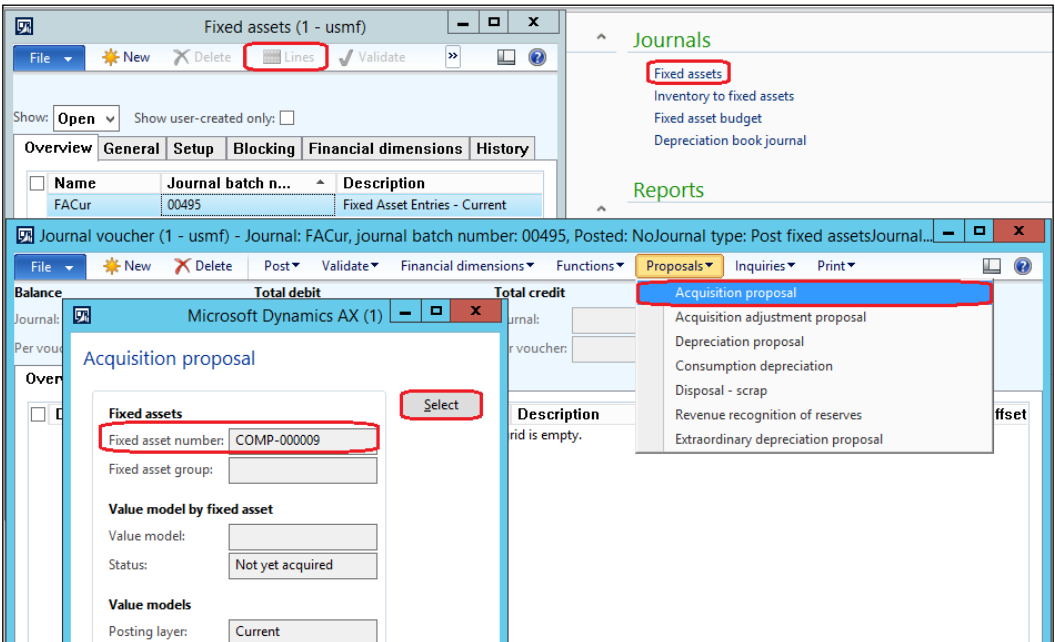 Fixed assets (1 - usmf)
File New Delete Lines Validate »
Show: Open Show user-created only:
Overview General Setup Blocking Financial dimensions History
Name Journal batch n... Description
FACur 00495 Fixed Asset Entries - Current
Journals
Fixed assets
Inventory to fixed assets
Fixed asset budget
Depreciation book journal
Reports
Journal voucher (1 - usmf) - Journal: FACur, journal batch number: 00495, Posted: NoJournal type: Post fixed assetsJournal...
File New Delete Post Validate Financial dimensions Functions Proposals Inquiries Print
Balance Total debit Total credit
Journal:
Acquisition proposal
Acquisition adjustment proposal
Depreciation proposal
Consumption depreciation
Disposal - scrap
Revenue recognition of reserves
Extraordinary depreciation proposal
Microsoft Dynamics AX (1)
Acquisition proposal
Select
Fixed assets
Fixed asset number: COMP-000009
Fixed asset group:
Value model by fixed asset
Value model:
Status: Not yet acquired
Value models
Posting layer: Current
Description
rid is empty.
ffset